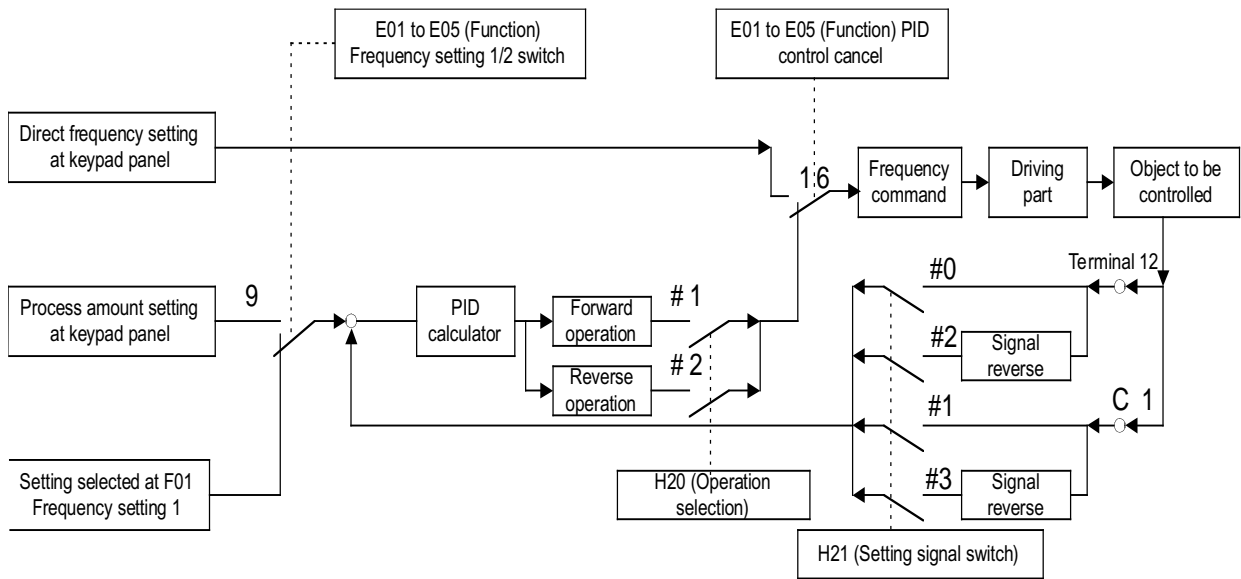 E01 to E05 (Function)
Frequency setting 1/2 switch
E01 to E05 (Function) PID
control cancel
Direct frequency setting
at keypad panel
16
Frequency
command
Driving
part
Object to be
controlled
Process amount setting
at keypad panel
9
PID
calculator
Forward
operation
Reverse
operation
# 1
# 2
#0
Terminal 12
#2
Signal
reverse
#1
C 1
#3
Signal
reverse
Setting selected at F01
Frequency setting 1
H20 (Operation
selection)
H21 (Setting signal switch)